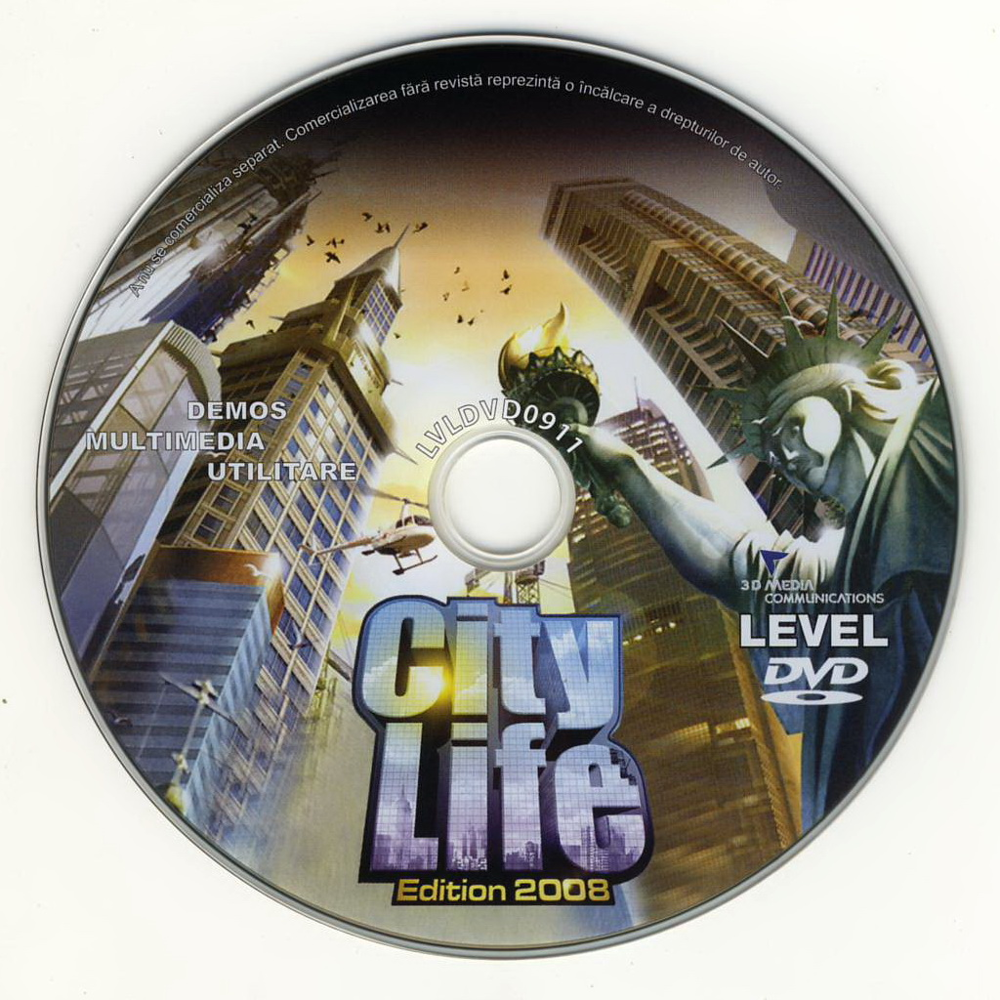 A nu se comercializa separat. Comercializarea fără revistă reprezintă o încălcare a drepturilor de autor.
DEMOS
MULTIMEDIA
UTILITARE
LVLDVD0911
3D MEDIA
COMMUNICATIONS
LEVEL
DVD
City
Life
Edition 2008